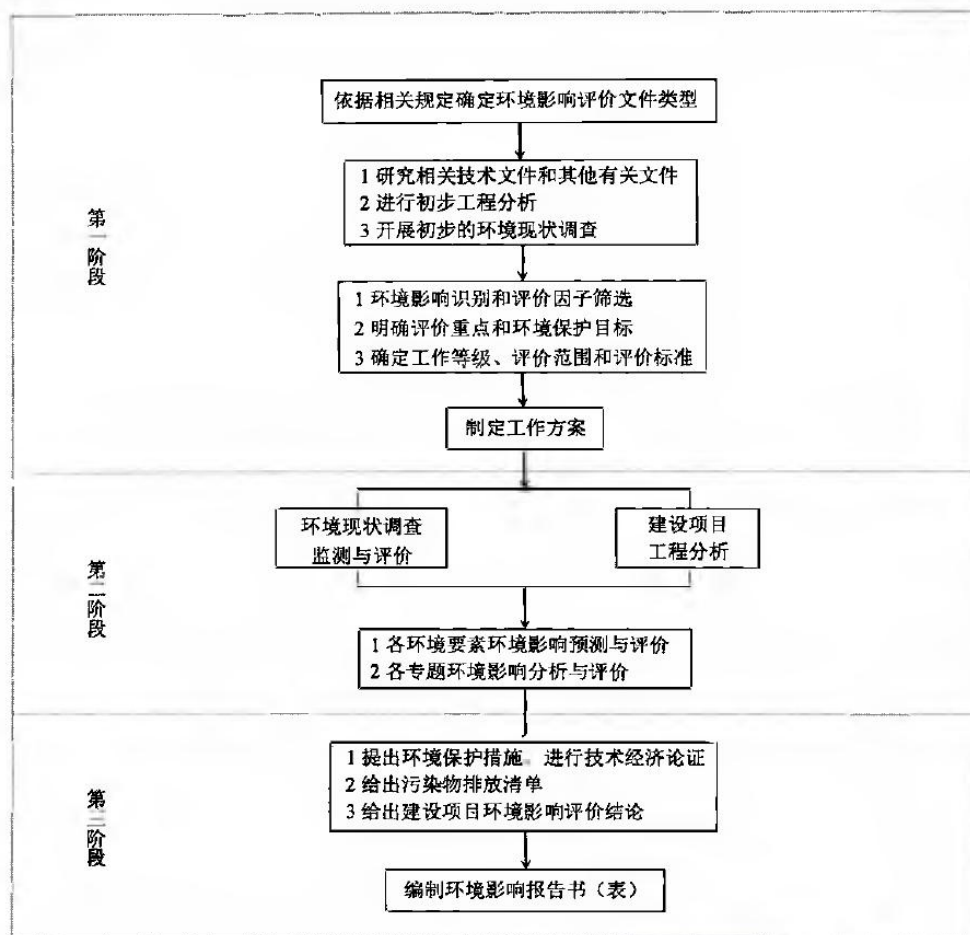 依据相关规定确定环境影响评价文件类型
1 研究相关技术文件和其他有关文件
2 进行初步工程分析
3 开展初步的环境现状调查
第一阶段
1 环境影响识别和评价因子筛选
2 明确评价重点和环境保护目标
3 确定工作等级、评价范围和评价标准
制定工作方案
环境现状调查
监测与评价
建设项目
工程分析
第二阶段
1 各环境要素环境影响预测与评价
2 各专题环境影响分析与评价
1 提出环境保护措施,进行技术经济论证
2 给出污染物排放清单
3 给出建设项目环境影响评价结论
第三阶段
编制环境影响报告书（表）